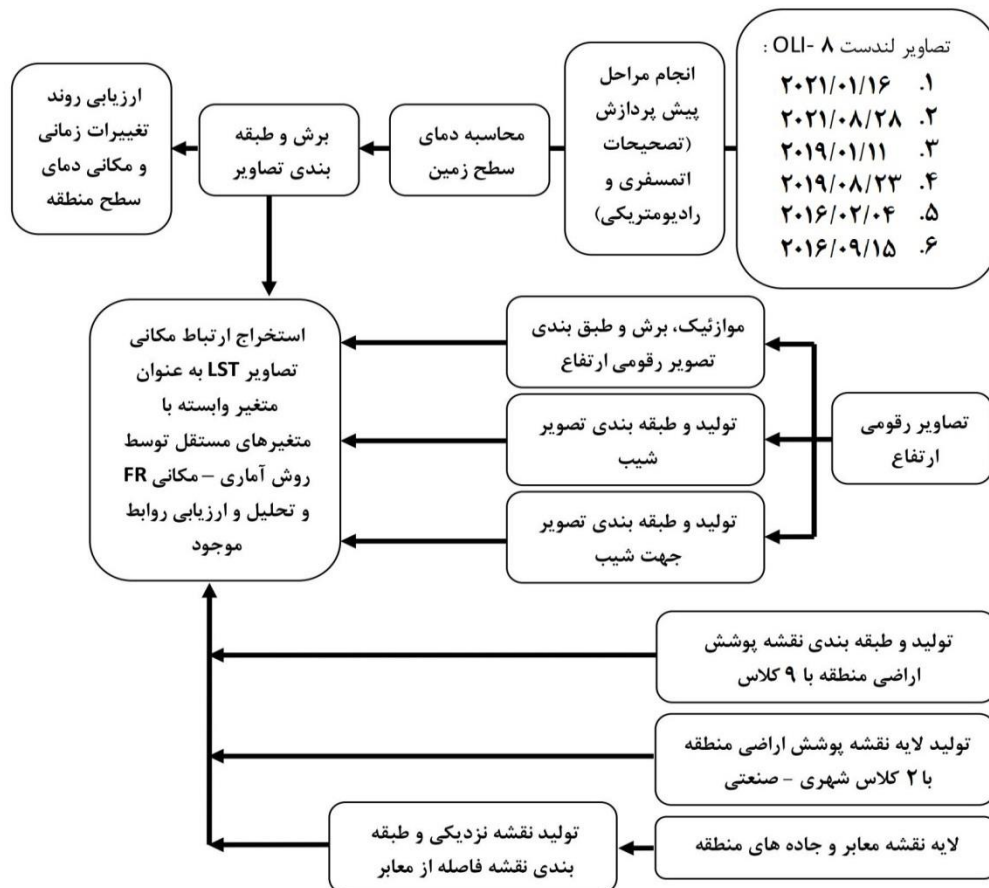 تصاویر لندست ۸ -OLI :
۱. ۲۰۲۱/۰۱/۱۶
۲. ۲۰۲۱/۰۸/۲۸
۳. ۲۰۱۹/۰۱/۱۱
۴. ۲۰۱۹/۰۸/۲۳
۵. ۲۰۱۶/۰۲/۰۴
۶. ۲۰۱۶/۰۹/۱۵
انجام مراحل
پیش پردازش
(تصحیحات
اتمسفری و
رادیومتریکی)
محاسبه دمای
سطح زمین
برش و طبقه
بندی تصاویر
ارزیابی روند
تغییرات زمانی
و مکانی دمای
سطح منطقه
تصاویر رقومی
ارتفاع
موازئیک، برش و طبق بندی
تصویر رقومی ارتفاع
تولید و طبقه بندی تصویر
شیب
تولید و طبقه بندی تصویر
جهت شیب
استخراج ارتباط مکانی
تصاویر LST به عنوان
متغیر وابسته با
متغیرهای مستقل توسط
روش آماری – مکانی FR
و تحلیل و ارزیابی روابط
موجود
تولید و طبقه بندی نقشه پوشش
اراضی منطقه با ۹ کلاس
تولید لایه نقشه پوشش اراضی منطقه
با ۲ کلاس شهری – صنعتی
لایه نقشه معابر و جاده های منطقه
تولید نقشه نزدیکی و طبقه
بندی نقشه فاصله از معابر